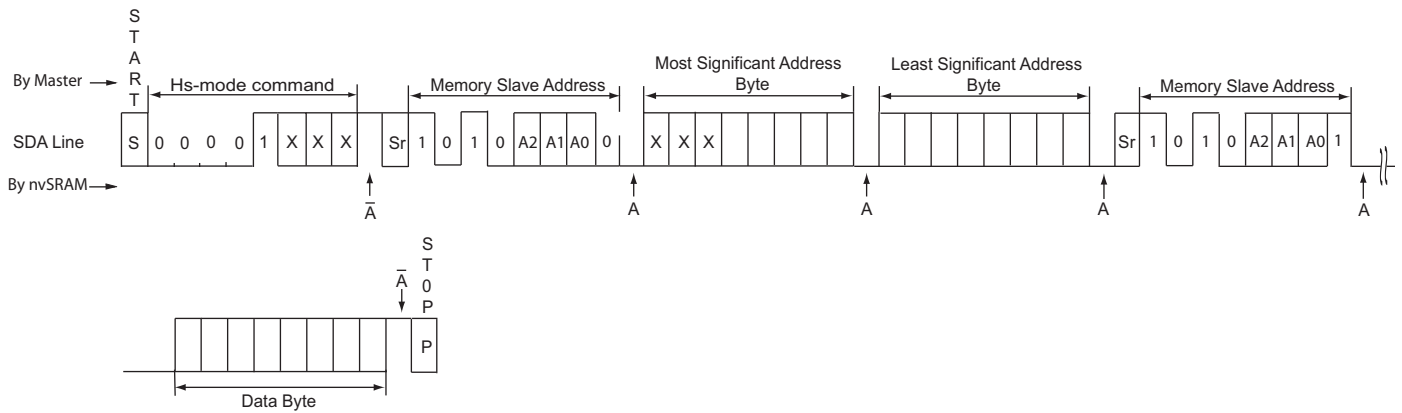 START
By Master
Hs-mode command
Memory Slave Address
Most Significant Address Byte
Least Significant Address Byte
Memory Slave Address
SDA Line
S 0 0 0 0 1 X X X Sr 1 0 1 0 A2 A1 A0 0 X X X Sr 1 0 1 0 A2 A1 A0 1
By nvSRAM
A̅ A A A A
A̅
ST0P
P
Data Byte